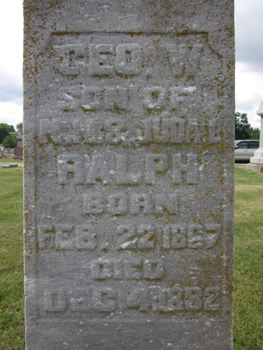 GEO. W.
SON OF
RALPH
BORN
FEB. 22 1867
DIED
DEC 4, 1882